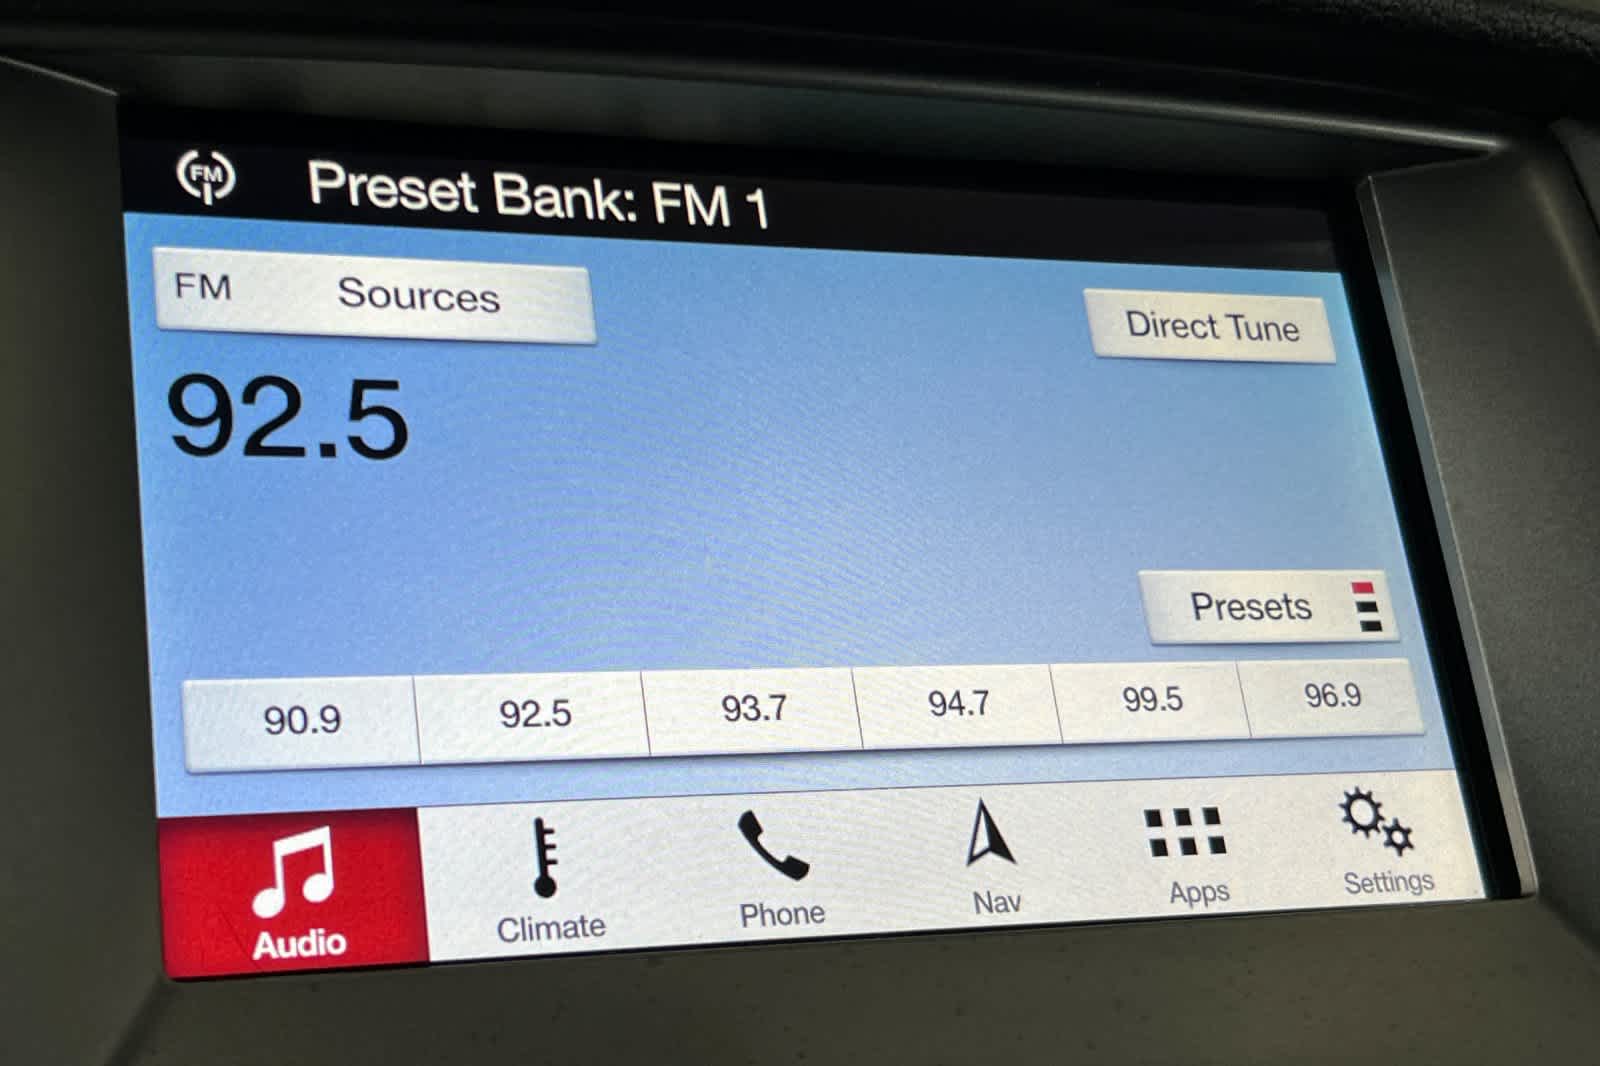 FM
Preset Bank: FM 1
FM Sources
Direct Tune
92.5
Presets
90.9 92.5 93.7 94.7 99.5 96.9
Audio Climate Phone Nav Apps Settings